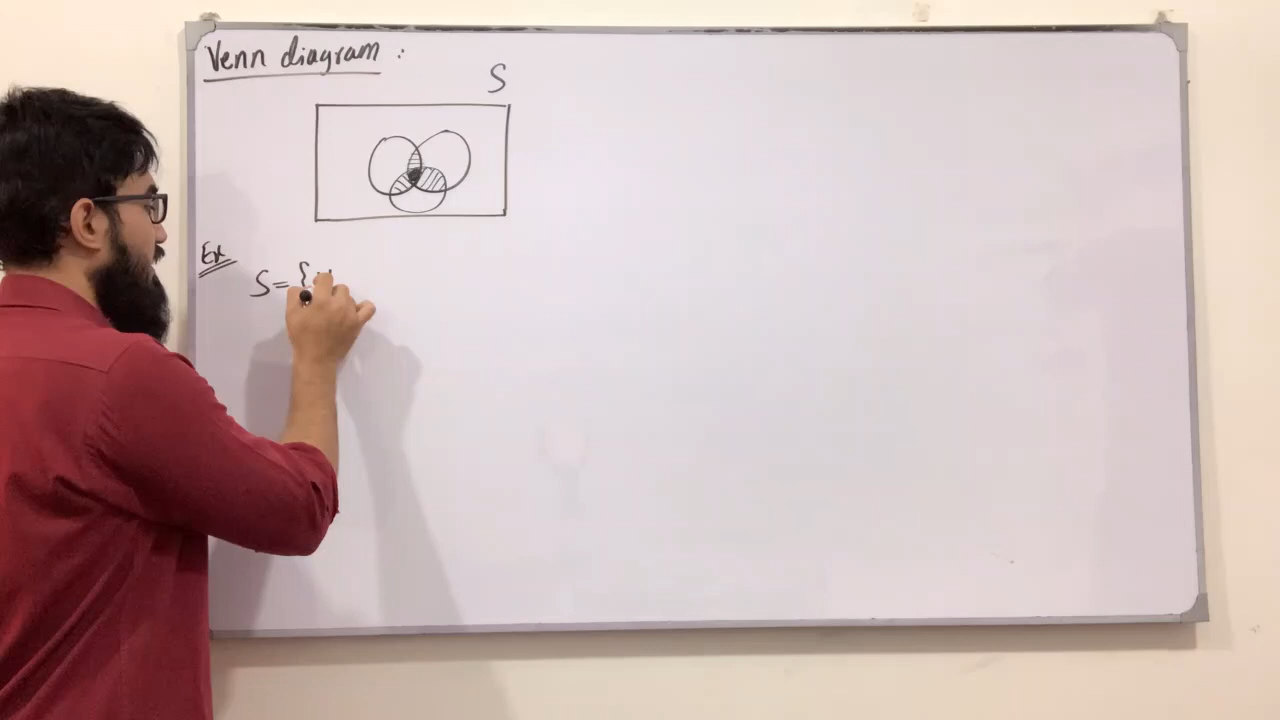 Venn diagram :
S
Ex
S = {